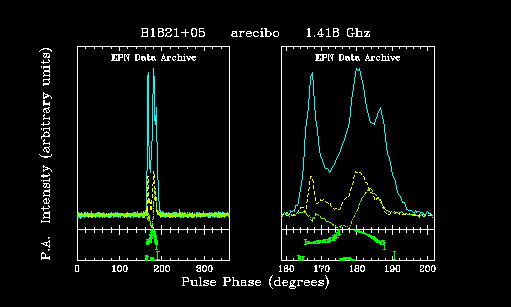 B1821+05 arecibo 1.418 Ghz
EPN Data Archive EPN Data Archive
P.A. Intensity (arbitrary units)
0 100 200 300 160 170 180 190 200
Pulse Phase (degrees)